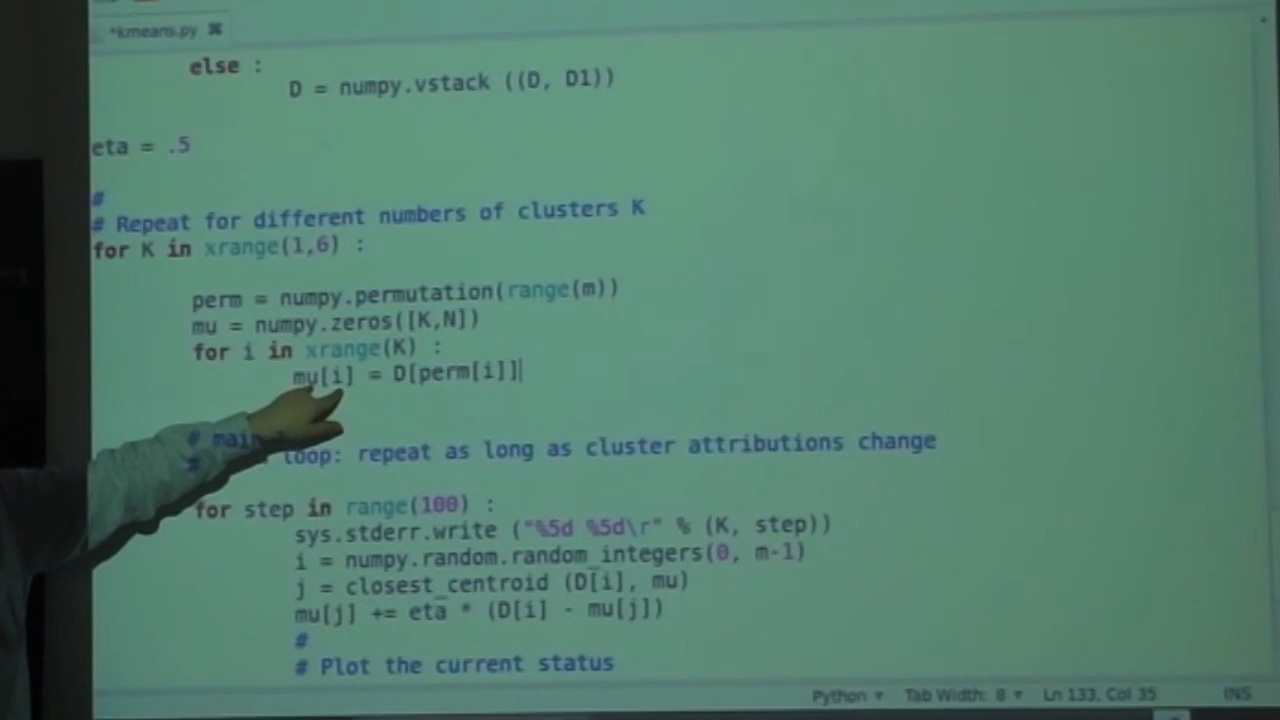 *kmeans.py ✖
else :
D = numpy.vstack ((D, D1))
eta = .5
#
# Repeat for different numbers of clusters K
for K in xrange(1,6) :
perm = numpy.permutation(range(m))
mu = numpy.zeros([K,N])
for i in xrange(K) :
mu[i] = D[perm[i]]
#
# main loop: repeat as long as cluster attributions change
#
for step in range(100) :
sys.stderr.write ("%5d %5d\r" % (K, step))
i = numpy.random.random_integers(0, m-1)
j = closest_centroid (D[i], mu)
mu[j] += eta * (D[i] - mu[j])
#
# Plot the current status
Python ▾ Tab Width: 8 ▾ Ln 133, Col 35 INS